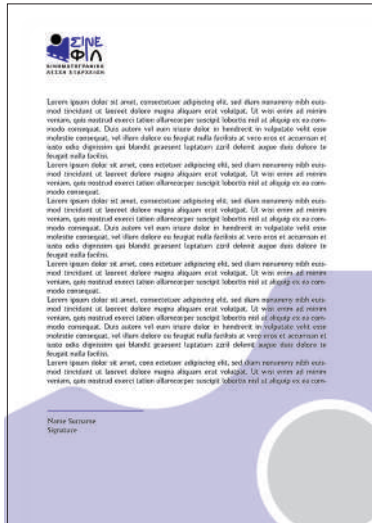 ΣΙΝΕ
ΦΙΛ
ΚΙΝΗΜΑΤΟΓΡΑΦΙΚΗ
ΛΕΣΧΗ ΕΠΑΡΧΕΙΩΝ
Lorem ipsum dolor sit amet, consectetuer adipiscing elit, sed diam nonummy nibh euis-
mod tincidunt ut laoreet dolore magna aliquam erat volutpat. Ut wisi enim ad minim
veniam, quis nostrud exerci tation ullamcorper suscipit lobortis nisl ut aliquip ex ea com-
modo consequat. Duis autem vel eum iriure dolor in hendrerit in vulputate velit esse
molestie consequat, vel illum dolore eu feugiat nulla facilisis at vero eros et accumsan et
iusto odio dignissim qui blandit praesent luptatum zzril delenit augue duis dolore te
feugait nulla facilisi.
Lorem ipsum dolor sit amet, cons ectetuer adipiscing elit, sed diam nonummy nibh euis-
mod tincidunt ut laoreet dolore magna aliquam erat volutpat. Ut wisi enim ad minim
veniam, quis nostrud exerci tation ullamcorper suscipit lobortis nisl ut aliquip ex ea com-
modo consequat.
Lorem ipsum dolor sit amet, consectetuer adipiscing elit, sed diam nonummy nibh euis-
mod tincidunt ut laoreet dolore magna aliquam erat volutpat. Ut wisi enim ad minim
veniam, quis nostrud exerci tation ullamcorper suscipit lobortis nisl ut aliquip ex ea com-
modo consequat. Duis autem vel eum iriure dolor in hendrerit in vulputate velit esse
molestie consequat, vel illum dolore eu feugiat nulla facilisis at vero eros et accumsan et
iusto odio dignissim qui blandit praesent luptatum zzril delenit augue duis dolore te
feugait nulla facilisi.
Lorem ipsum dolor sit amet, cons ectetuer adipiscing elit, sed diam nonummy nibh euis-
mod tincidunt ut laoreet dolore magna aliquam erat volutpat. Ut wisi enim ad minim
veniam, quis nostrud exerci tation ullamcorper suscipit lobortis nisl ut aliquip ex ea com-
modo consequat.
Lorem ipsum dolor sit amet, consectetuer adipiscing elit, sed diam nonummy nibh euis-
mod tincidunt ut laoreet dolore magna aliquam erat volutpat. Ut wisi enim ad minim
veniam, quis nostrud exerci tation ullamcorper suscipit lobortis nisl ut aliquip ex ea com-
modo consequat. Duis autem vel eum iriure dolor in hendrerit in vulputate velit esse
molestie consequat, vel illum dolore eu feugiat nulla facilisis at vero eros et accumsan et
iusto odio dignissim qui blandit praesent luptatum zzril delenit augue duis dolore te
feugait nulla facilisi.
Lorem ipsum dolor sit amet, cons ectetuer adipiscing elit, sed diam nonummy nibh euis-
mod tincidunt ut laoreet dolore magna aliquam erat volutpat. Ut wisi enim ad minim
veniam, quis nostrud exerci tation ullamcorper suscipit lobortis nisl ut aliquip ex ea com-
Name Surname
Signature